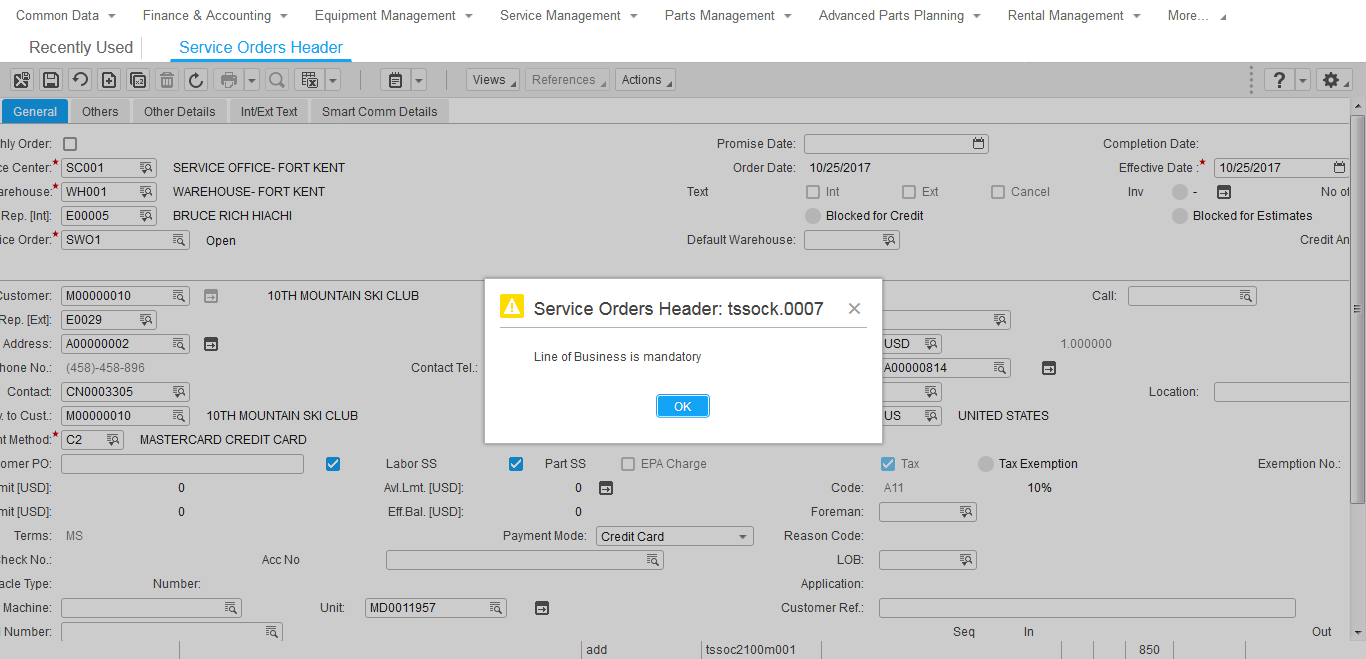 Common Data Finance & Accounting Equipment Management Service Management Parts Management Advanced Parts Planning Rental Management More...
Recently Used Service Orders Header
Views References Actions ?
General Others Other Details Int/Ext Text Smart Comm Details
hly Order: Promise Date: Completion Date:
ce Center:* SC001 SERVICE OFFICE- FORT KENT Order Date: 10/25/2017 Effective Date :* 10/25/2017
arehouse:* WH001 WAREHOUSE- FORT KENT Text Int Ext Cancel Inv - No of
Rep. [Int]: E00005 BRUCE RICH HIACHI Blocked for Credit Blocked for Estimates
ice Order:* SWO1 Open Default Warehouse: Credit An
Customer: M00000010 10TH MOUNTAIN SKI CLUB Call:
Rep. [Ext]: E0029
Address: A00000002 USD 1.000000
hone No.: (458)-458-896 Contact Tel.: A00000814
Contact: CN0003305 Location:
v. to Cust.: M00000010 10TH MOUNTAIN SKI CLUB US UNITED STATES
nt Method:* C2 MASTERCARD CREDIT CARD
Service Orders Header: tssock.0007
Line of Business is mandatory
OK
omer PO: Labor SS Part SS EPA Charge Tax Tax Exemption Exemption No.:
mit [USD]: 0 Avl.Lmt. [USD]: 0 Code: A11 10%
mit [USD]: 0 Eff.Bal. [USD]: 0 Foreman:
Terms: MS Payment Mode: Credit Card Reason Code:
Check No.: Acc No LOB:
acle Type: Number: Application:
Machine: Unit: MD0011957 Customer Ref.:
l Number: Seq In Out
add tssoc2100m001 850